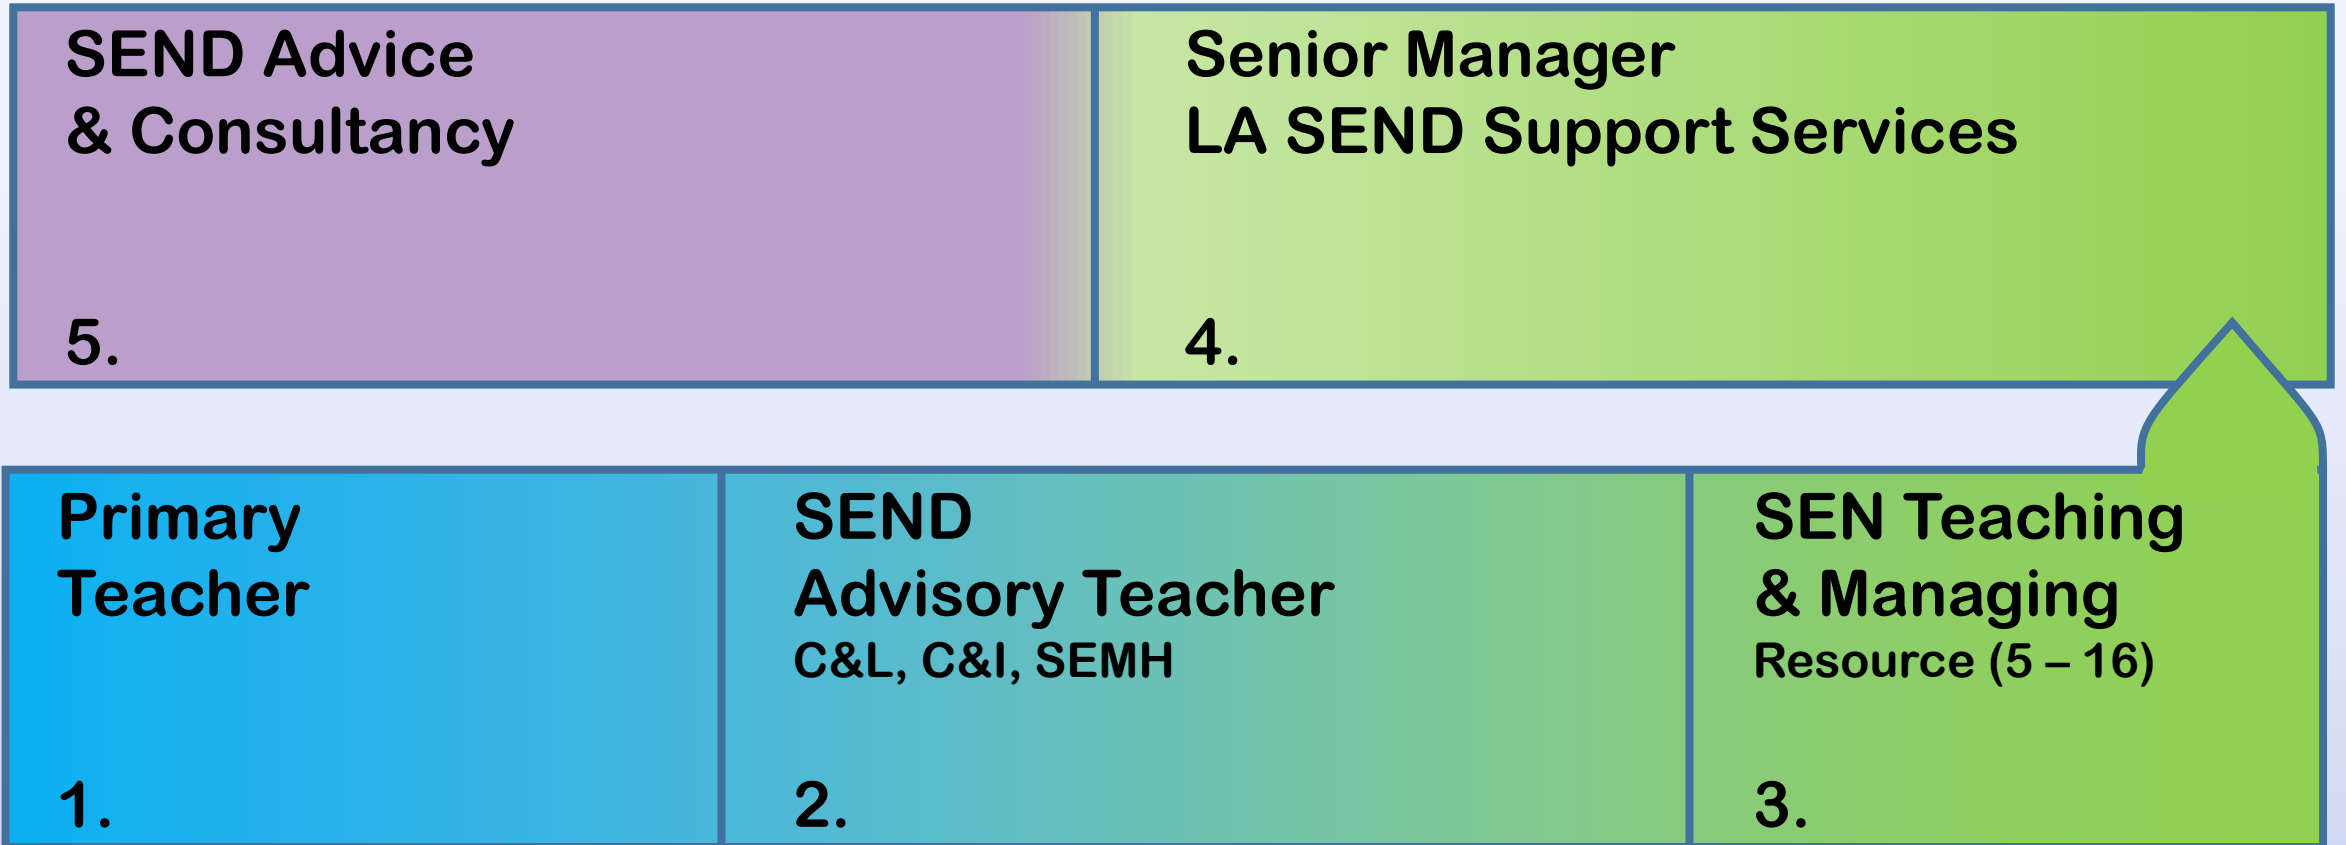 SEND Advice
& Consultancy
5.
Senior Manager
LA SEND Support Services
4.
Primary
Teacher
1.
SEND
Advisory Teacher
C&L, C&I, SEMH
2.
SEN Teaching
& Managing
Resource (5 – 16)
3.